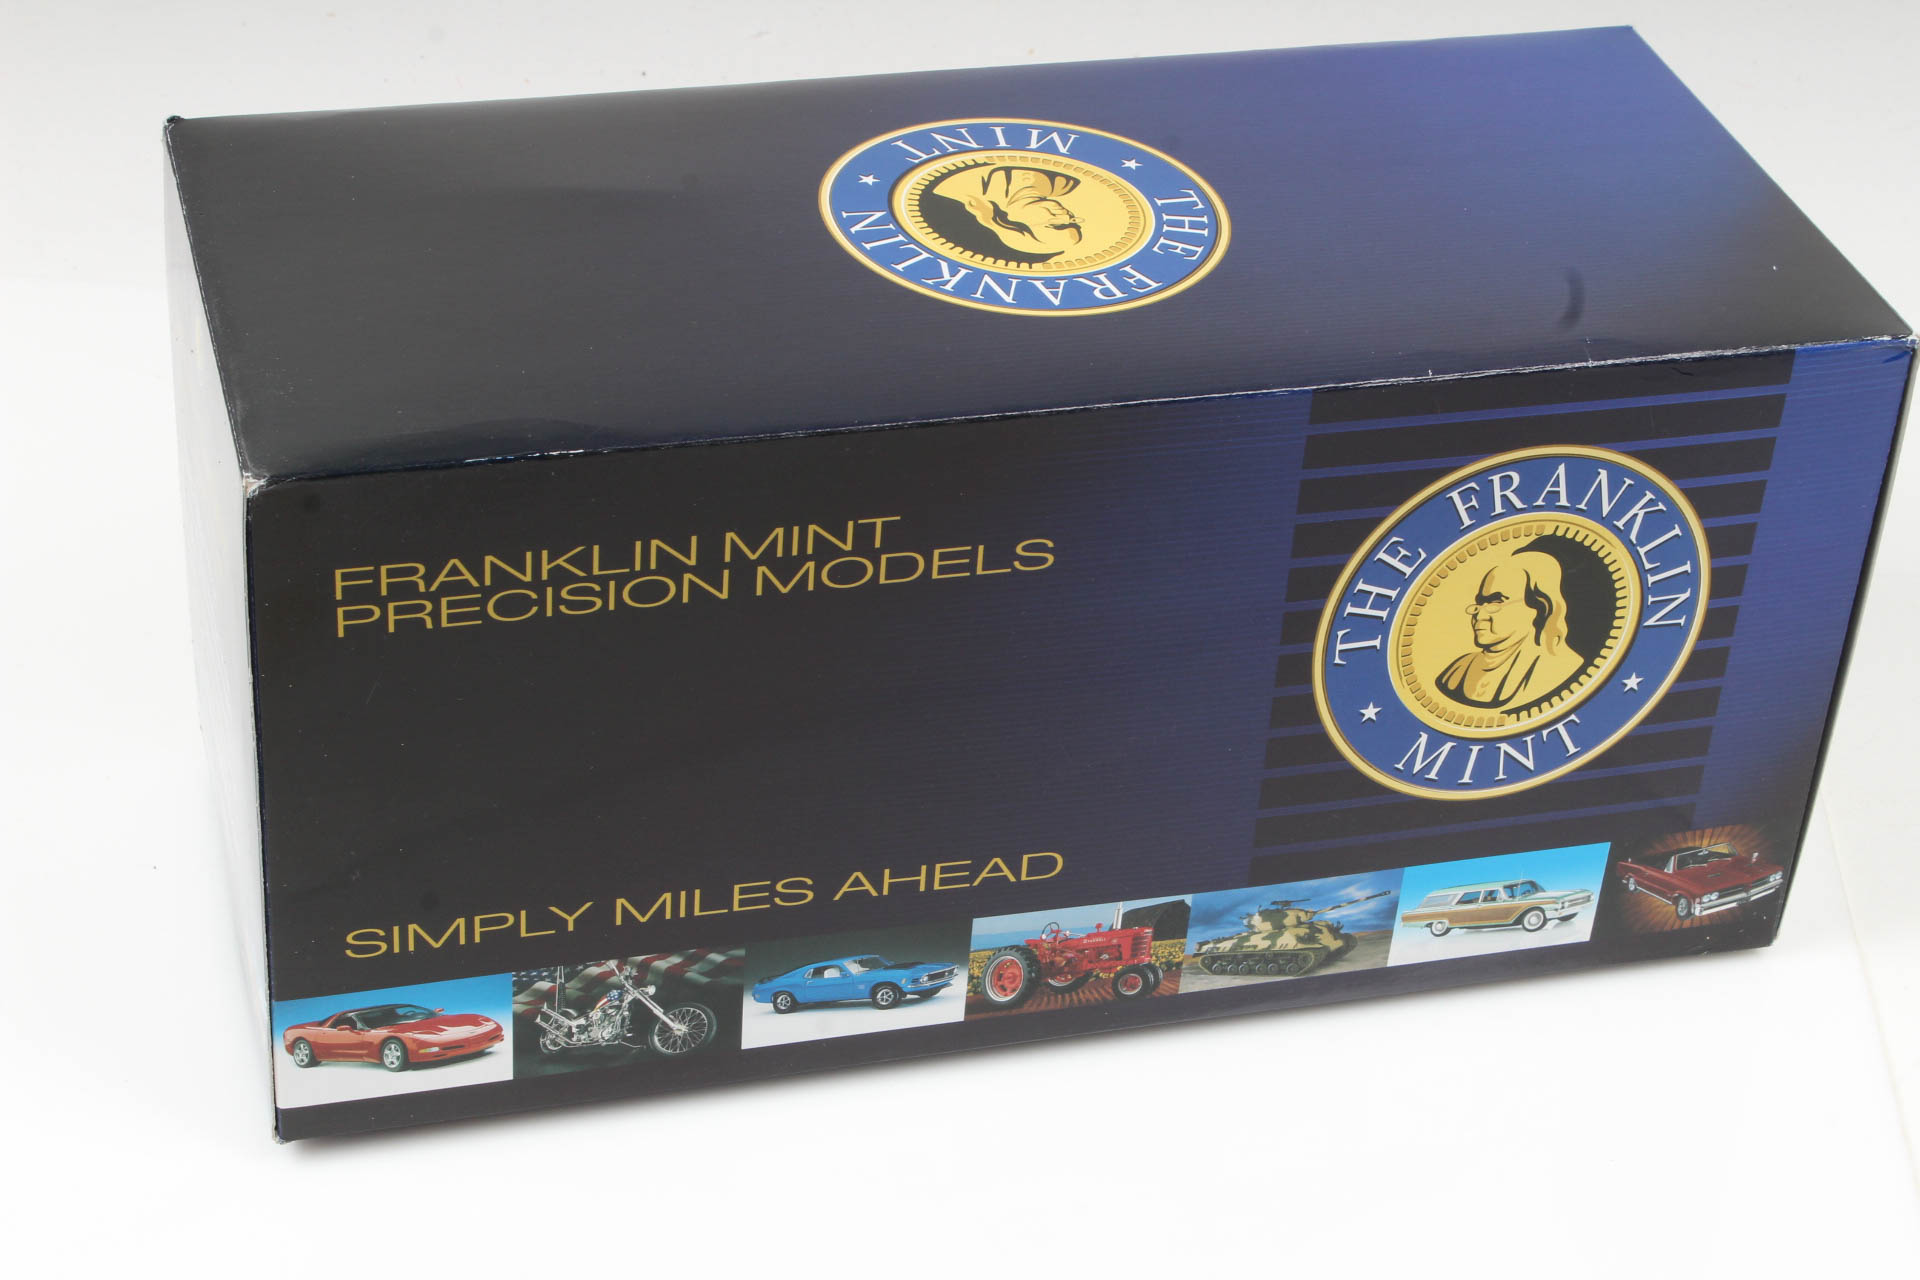 THE FRANKLIN
MINT
FRANKLIN MINT
PRECISION MODELS
THE FRANKLIN
MINT
SIMPLY MILES AHEAD